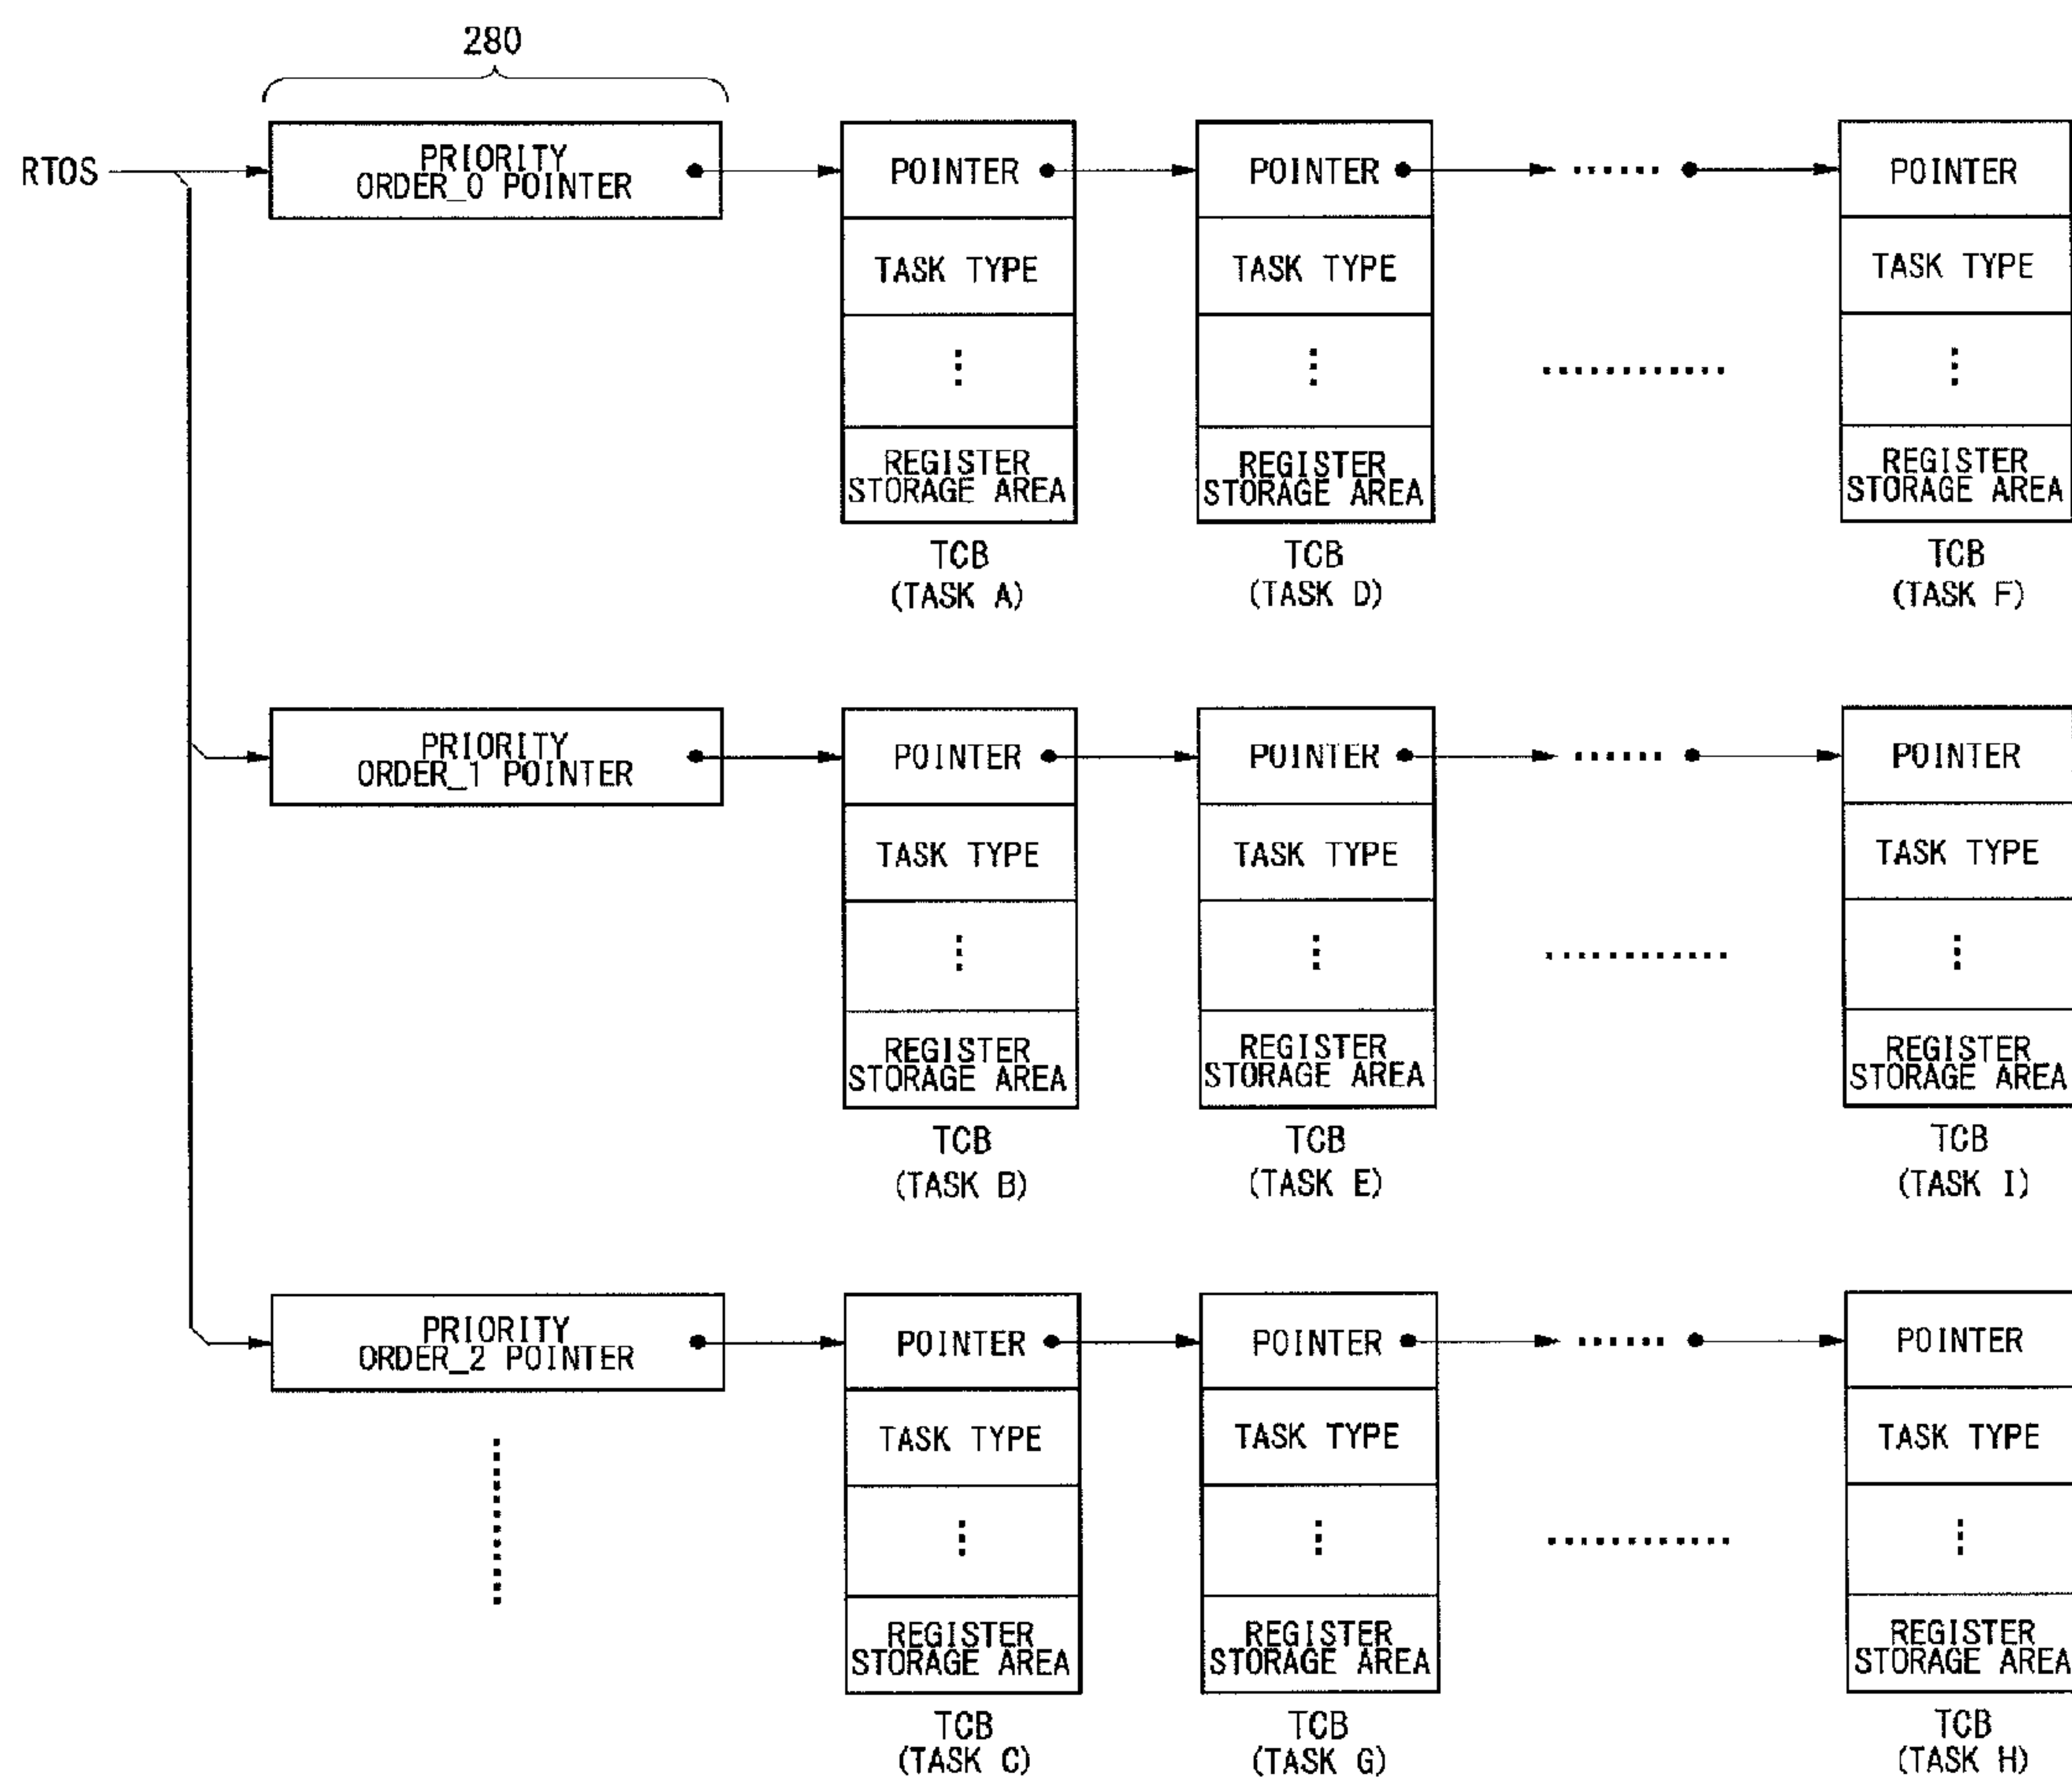 280
RTOS
PRIORITY
ORDER_0 POINTER
POINTER
POINTER
POINTER
TASK TYPE
TASK TYPE
TASK TYPE
REGISTER
STORAGE AREA
REGISTER
STORAGE AREA
REGISTER
STORAGE AREA
TCB
(TASK A)
TCB
(TASK D)
TCB
(TASK F)
PRIORITY
ORDER_1 POINTER
POINTER
POINTER
POINTER
TASK TYPE
TASK TYPE
TASK TYPE
REGISTER
STORAGE AREA
REGISTER
STORAGE AREA
REGISTER
STORAGE AREA
TCB
(TASK B)
TCB
(TASK E)
TCB
(TASK I)
PRIORITY
ORDER_2 POINTER
POINTER
POINTER
POINTER
TASK TYPE
TASK TYPE
TASK TYPE
REGISTER
STORAGE AREA
REGISTER
STORAGE AREA
REGISTER
STORAGE AREA
TCB
(TASK C)
TCB
(TASK G)
TCB
(TASK H)